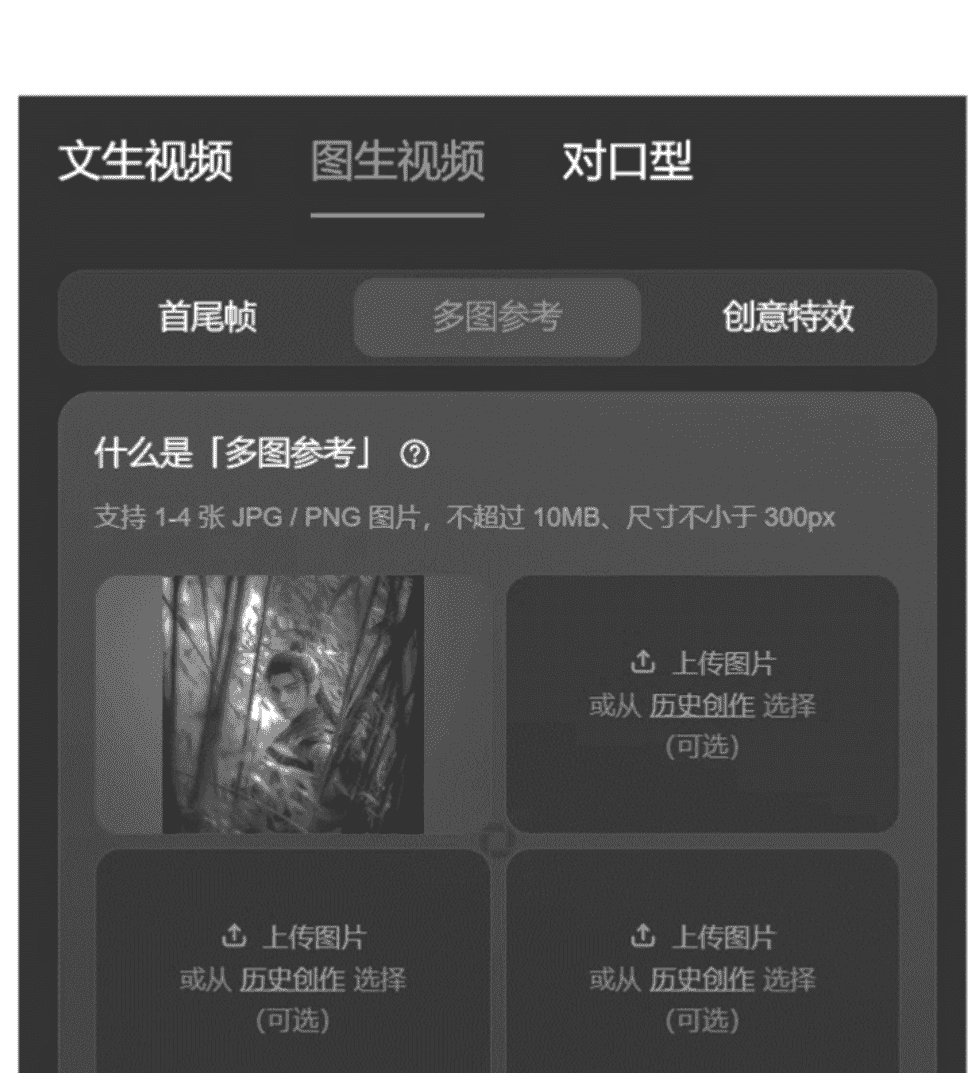 文生视频 图生视频 对口型
首尾帧 多图参考 创意特效
什么是「多图参考」 ?
支持 1-4 张 JPG / PNG 图片，不超过 10MB、尺寸不小于 300px
上传图片
或从 历史创作 选择
(可选)
上传图片
或从 历史创作 选择
(可选)
上传图片
或从 历史创作 选择
(可选)